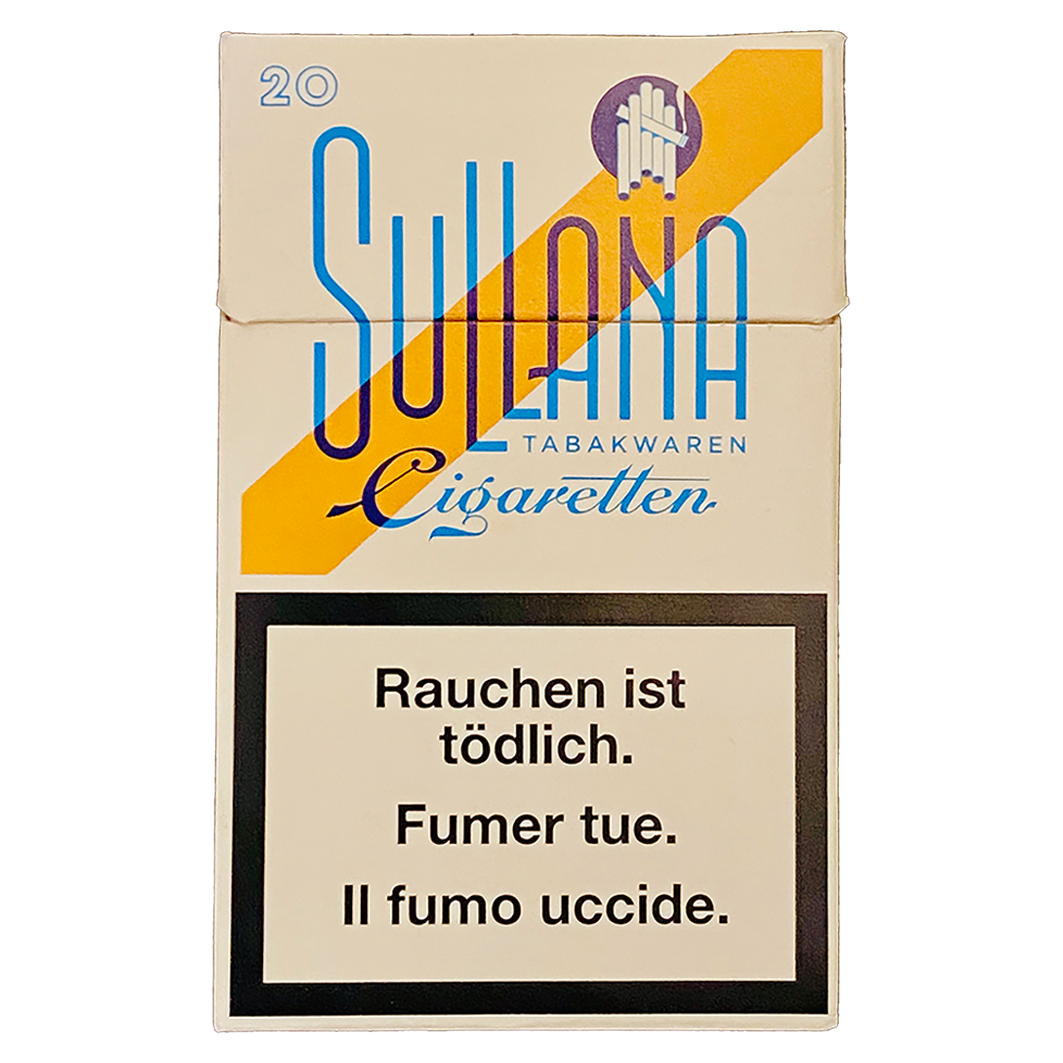 20
SULLANA
TABAKWAREN
Cigaretten
Rauchen ist
tödlich.
Fumer tue.
Il fumo uccide.